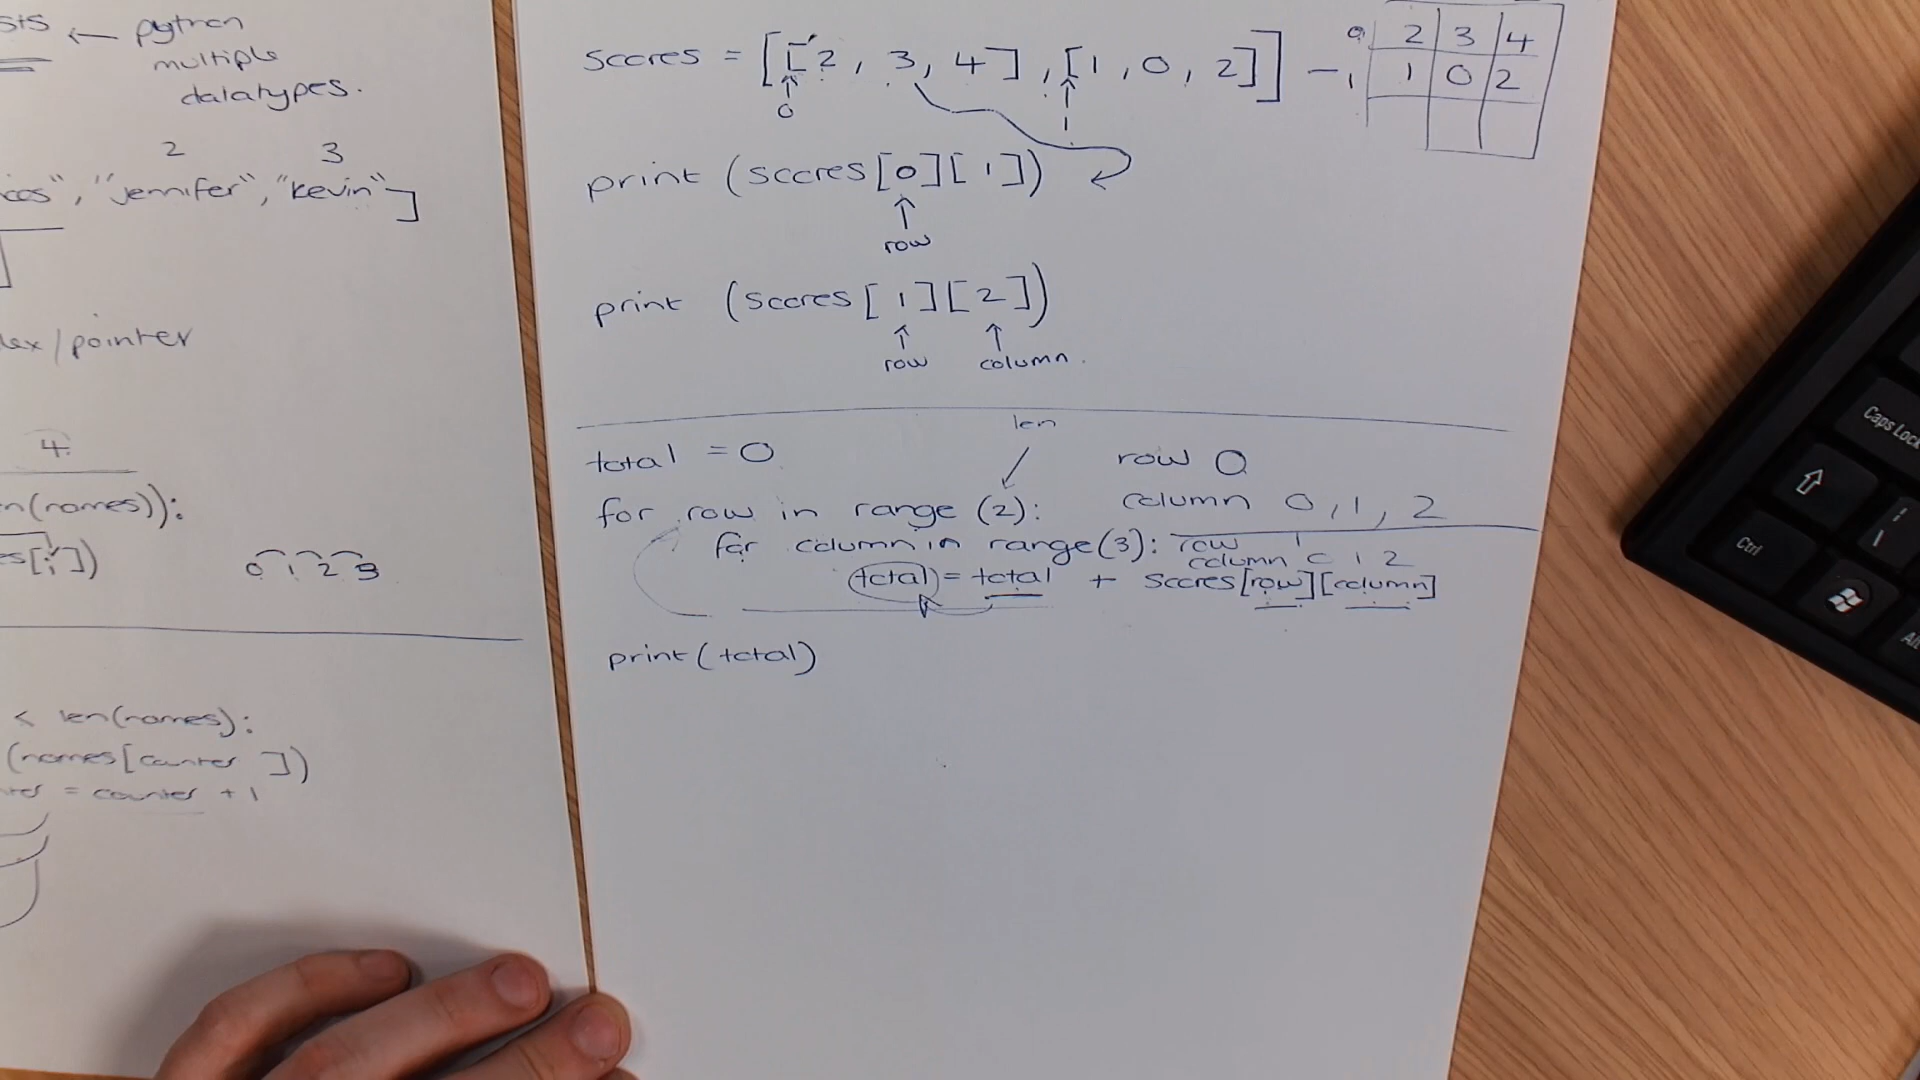 ← python
multiple
datatypes.
2 3
"jennifer", "kevin"]
/pointer
4
(names)):
0 1 2 3
< len(names):
(names[counter ])
= counter + 1
scores = [[2, 3, 4], [1, 0, 2]] -
0
1
0 2 3 4
1 1 0 2
print (scores[0][1])
row
print (scores[1][2])
row column.
len
total = 0
for row in range (2):
for column in range(3):
total = total + scores[row][column]
print(total)
row 0
column 0, 1, 2
row 1
column 0 1 2
Caps Lock
Ctrl